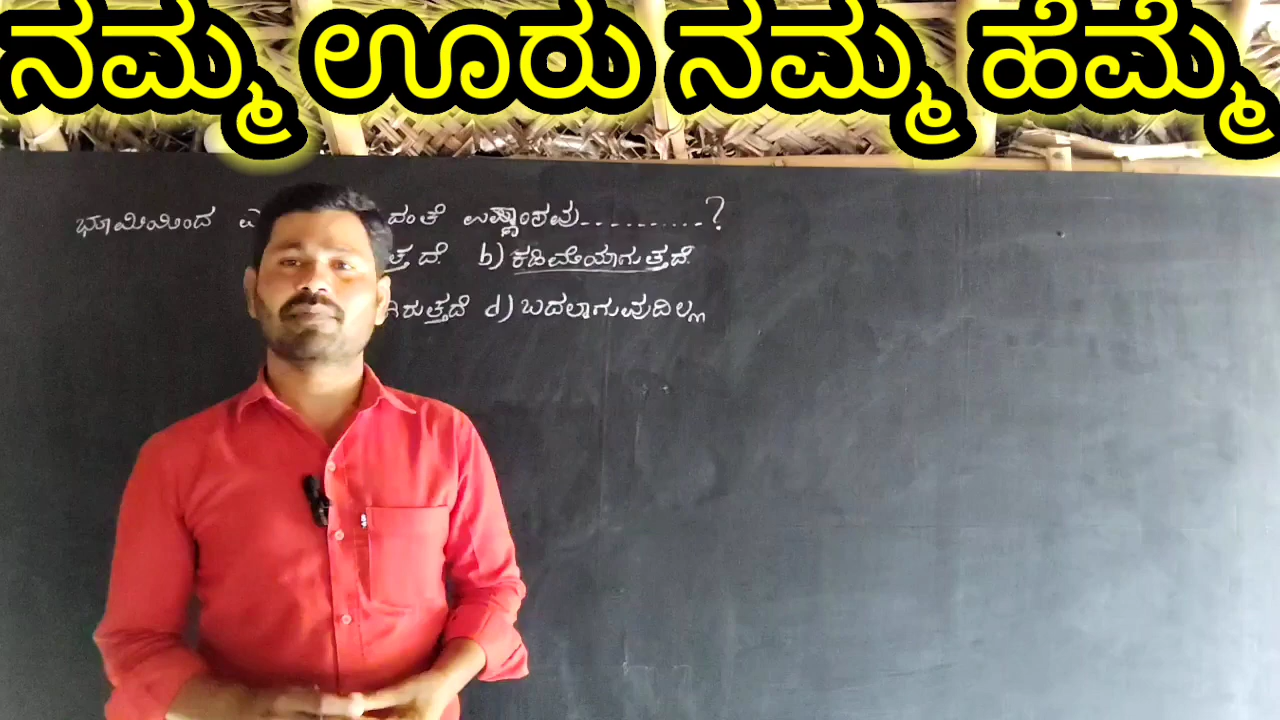 ನಮ್ಮ ಊರು ನಮ್ಮ ಹೆಮ್ಮೆ
ಭೂಮಿಯಿಂದ ದಂತೆ ಉಷ್ಣಾಂಶವು...........?
b) ಕಡಿಮೆಯಾಗುತ್ತದೆ
d) ಬದಲಾಗುವುದಿಲ್ಲ